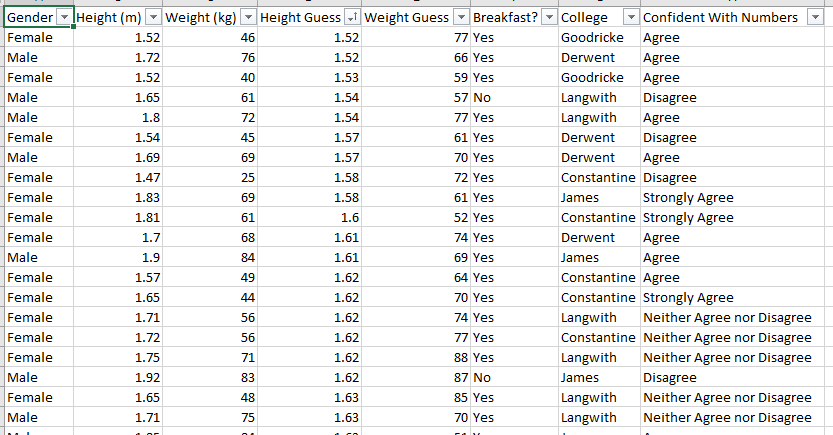 Gender Height (m) Weight (kg) Height Guess Weight Guess Breakfast? College Confident With Numbers
Female 1.52 46 1.52 77 Yes Goodricke Agree
Male 1.72 76 1.52 66 Yes Derwent Agree
Female 1.52 40 1.53 59 Yes Goodricke Agree
Male 1.65 61 1.54 57 No Langwith Disagree
Male 1.8 72 1.54 77 Yes Langwith Agree
Female 1.54 45 1.57 61 Yes Derwent Disagree
Male 1.69 69 1.57 70 Yes Derwent Agree
Female 1.47 25 1.58 72 Yes Constantine Disagree
Female 1.83 69 1.58 61 Yes James Strongly Agree
Female 1.81 61 1.6 52 Yes Constantine Strongly Agree
Female 1.7 68 1.61 74 Yes Derwent Agree
Male 1.9 84 1.61 69 Yes James Agree
Female 1.57 49 1.62 64 Yes Constantine Agree
Female 1.65 44 1.62 70 Yes Constantine Strongly Agree
Female 1.71 56 1.62 74 Yes Langwith Neither Agree nor Disagree
Female 1.72 56 1.62 77 Yes Constantine Neither Agree nor Disagree
Female 1.75 71 1.62 88 Yes Langwith Neither Agree nor Disagree
Male 1.92 83 1.62 87 No James Disagree
Female 1.65 48 1.63 85 Yes Langwith Neither Agree nor Disagree
Male 1.71 75 1.63 70 Yes Langwith Neither Agree nor Disagree